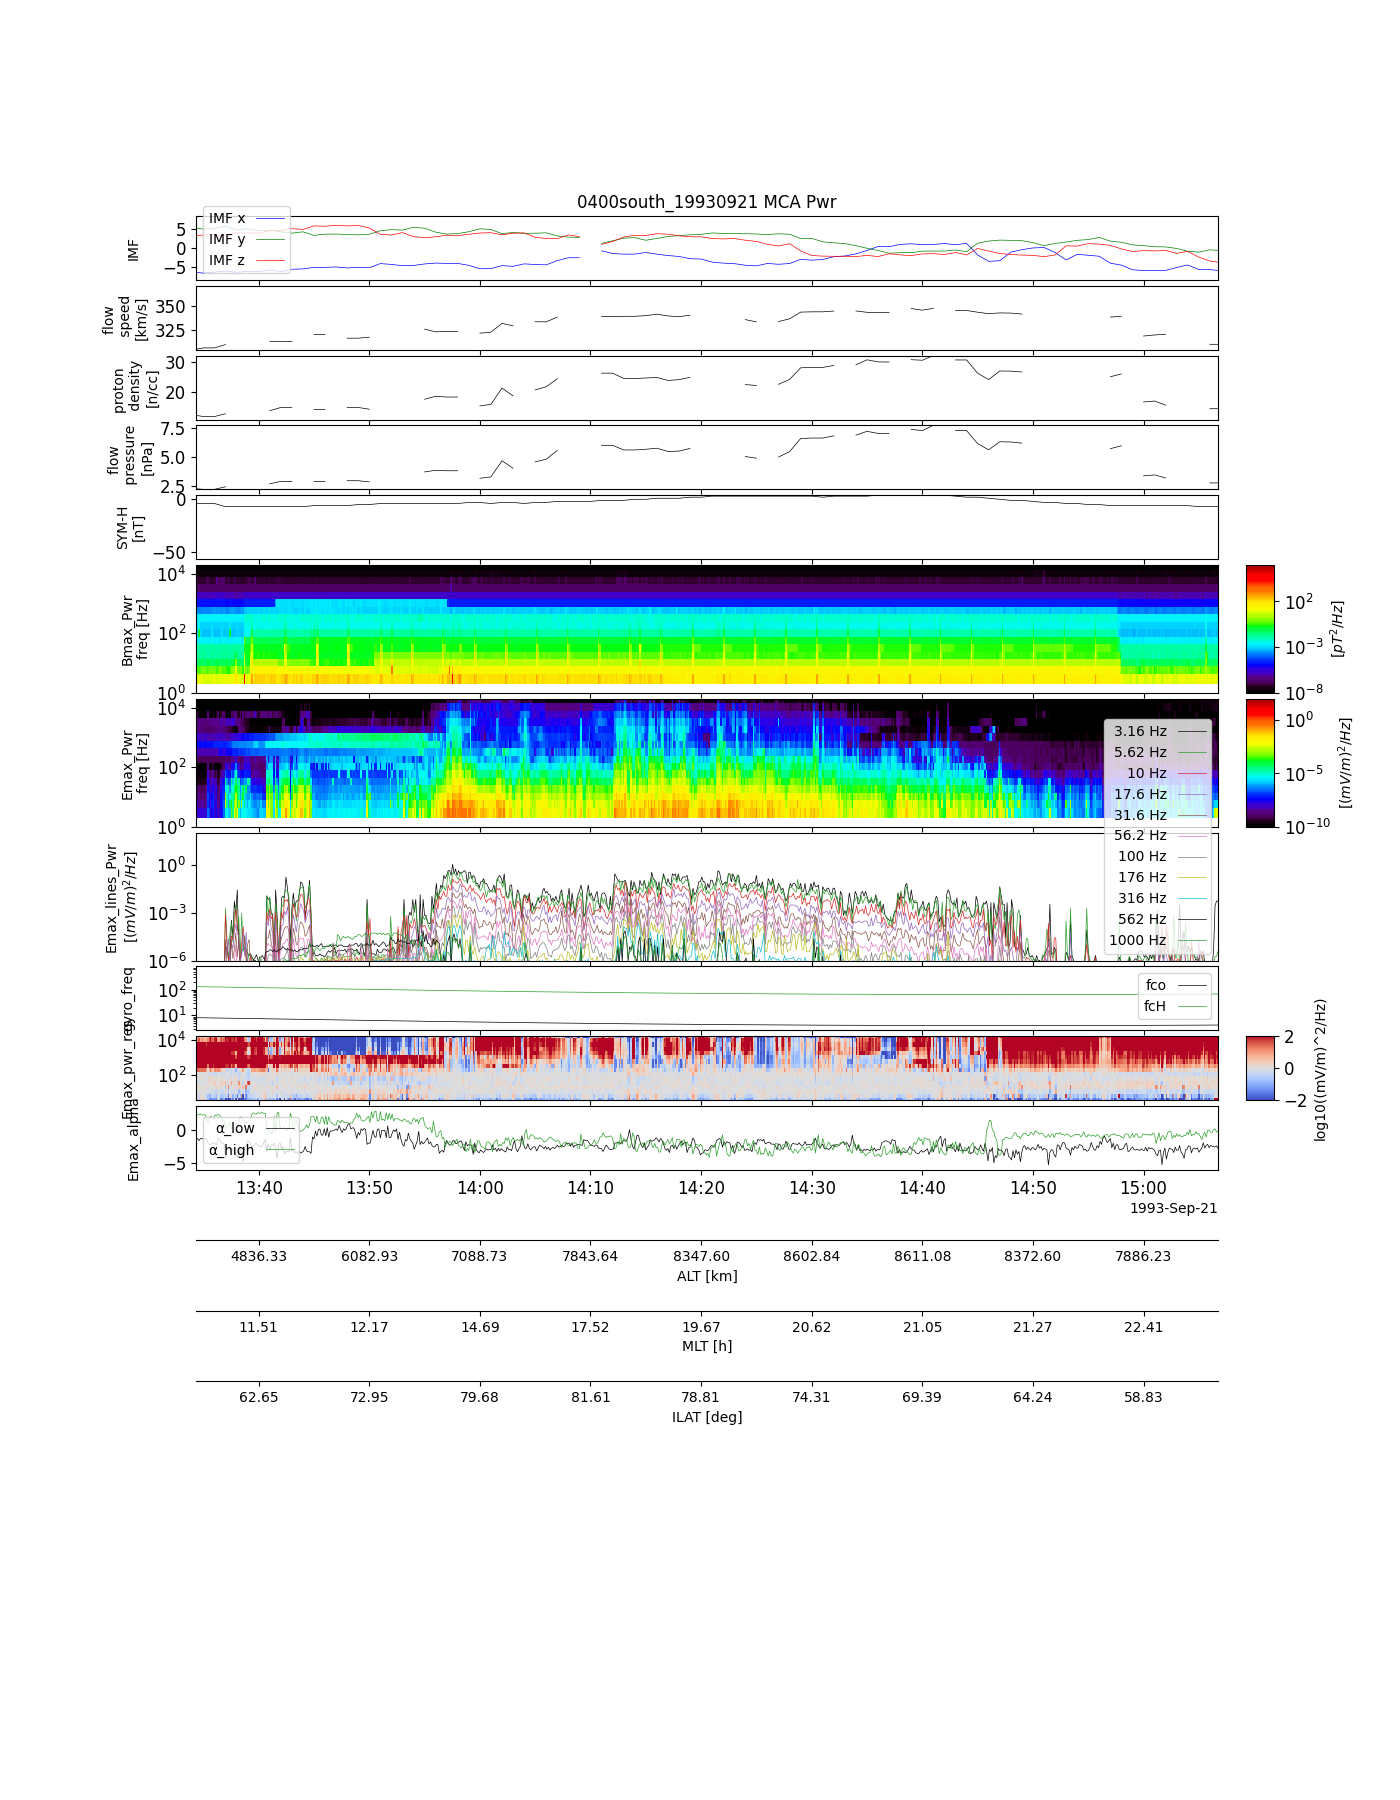 0400south_19930921 MCA Pwr
IMF
5
0
−5
IMF x
IMF y
IMF z
flow
speed
[km/s]
350
325
proton
density
[n/cc]
30
20
flow
pressure
[nPa]
7.5
5.0
2.5
SYM-H
[nT]
0
−50
Bmax_Pwr
freq [Hz]
10^4
10^2
10^0
10^2
10^−3
10^−8
[pT^2/Hz]
Emax_Pwr
freq [Hz]
10^4
10^2
10^0
10^0
10^−5
10^−10
[(mV/m)^2/Hz]
3.16 Hz
5.62 Hz
10 Hz
17.6 Hz
31.6 Hz
56.2 Hz
100 Hz
176 Hz
316 Hz
562 Hz
1000 Hz
Emax_lines_Pwr
[(mV/m)^2/Hz]
10^0
10^−3
10^−6
gyro_freq
10^2
10^1
fco
fcH
10^4
10^2
2
0
−2
log10((mV/m)^2/Hz)
Emax_alpha
0
−5
α_low
α_high
13:40 13:50 14:00 14:10 14:20 14:30 14:40 14:50 15:00
1993-Sep-21
4836.33 6082.93 7088.73 7843.64 8347.60 8602.84 8611.08 8372.60 7886.23
ALT [km]
11.51 12.17 14.69 17.52 19.67 20.62 21.05 21.27 22.41
MLT [h]
62.65 72.95 79.68 81.61 78.81 74.31 69.39 64.24 58.83
ILAT [deg]